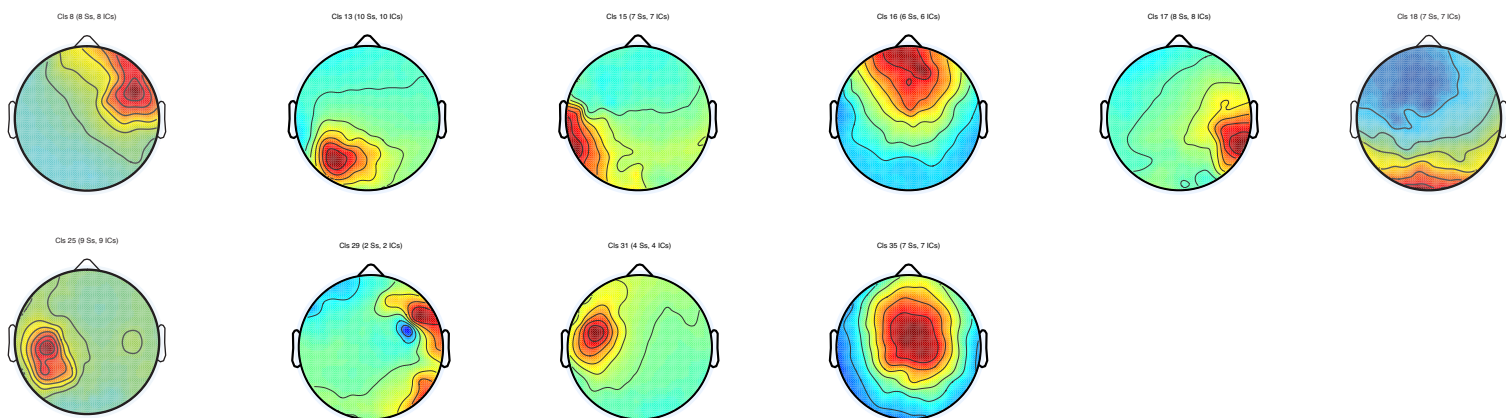 Cls 8 (8 Ss, 8 ICs)
Cls 13 (10 Ss, 10 ICs)
Cls 15 (7 Ss, 7 ICs)
Cls 16 (6 Ss, 6 ICs)
Cls 17 (8 Ss, 8 ICs)
Cls 18 (7 Ss, 7 ICs)
Cls 25 (9 Ss, 9 ICs)
Cls 29 (2 Ss, 2 ICs)
Cls 31 (4 Ss, 4 ICs)
Cls 35 (7 Ss, 7 ICs)